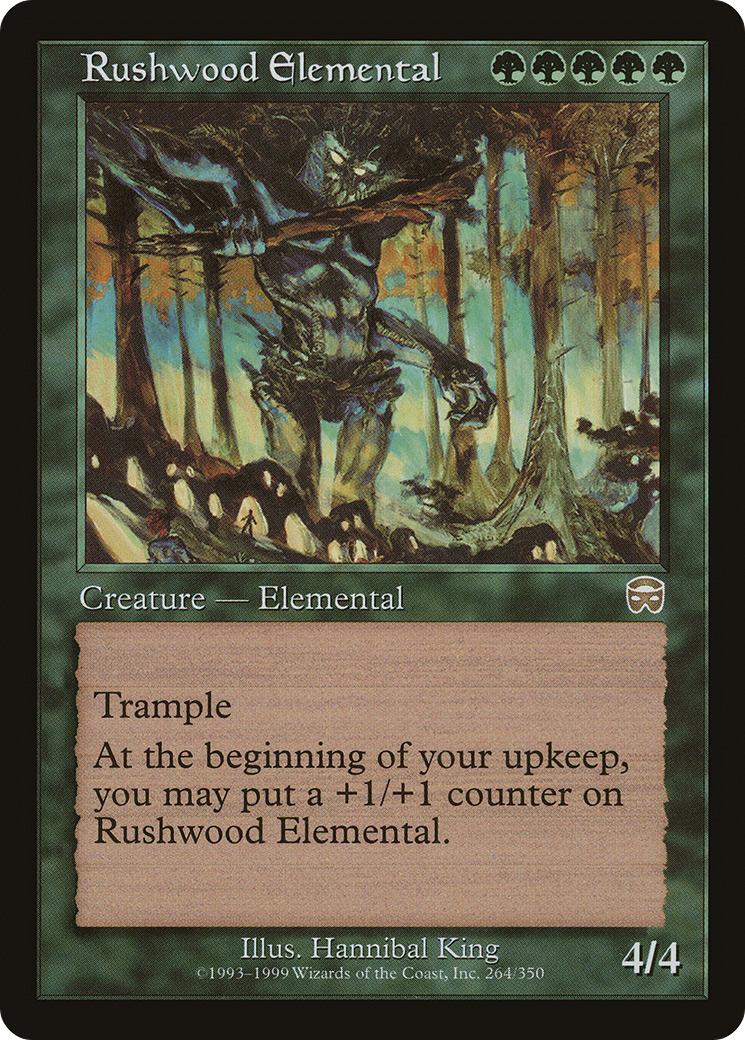 Rushwood Elemental
Creature — Elemental
Trample
At the beginning of your upkeep,
you may put a +1/+1 counter on
Rushwood Elemental.
Illus. Hannibal King
©1993–1999 Wizards of the Coast, Inc. 264/350
4/4